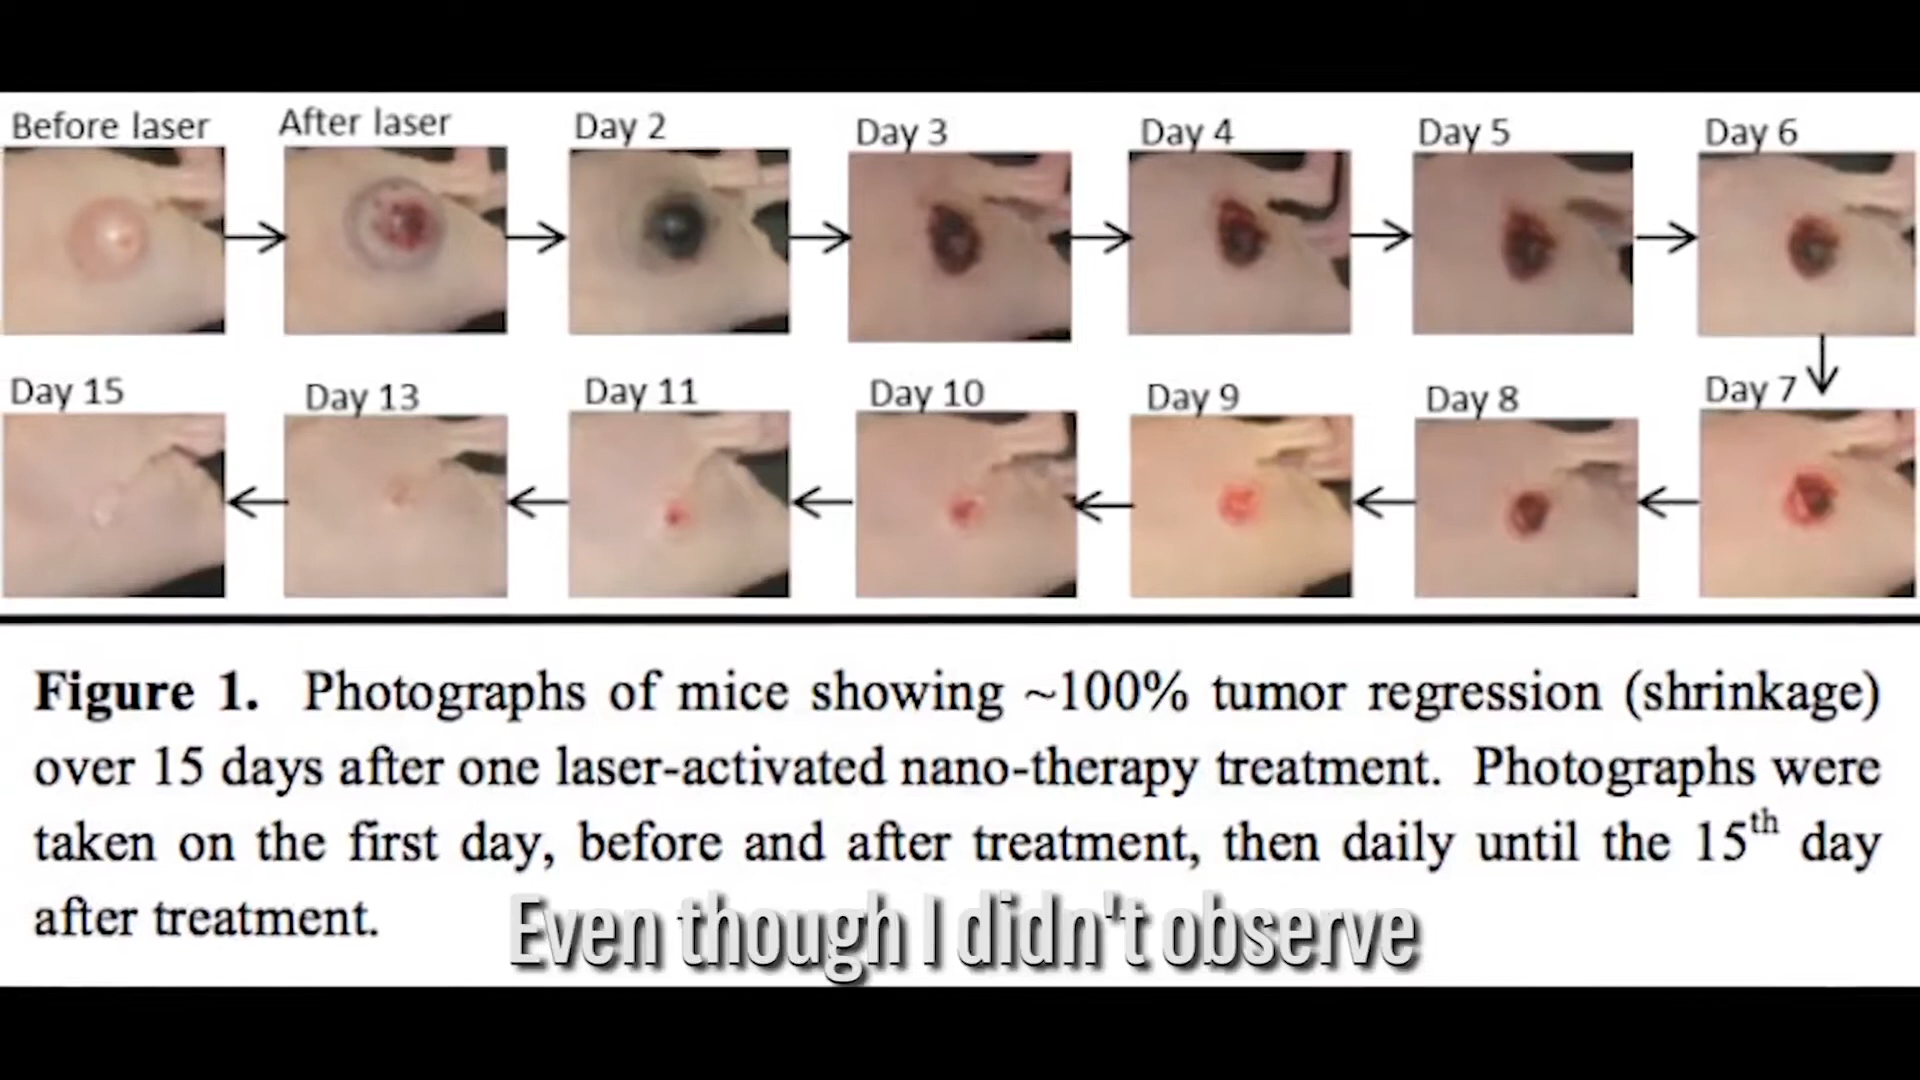 Before laser
After laser
Day 2
Day 3
Day 4
Day 5
Day 6
Day 15
Day 13
Day 11
Day 10
Day 9
Day 8
Day 7
Figure 1. Photographs of mice showing ~100% tumor regression (shrinkage)
over 15 days after one laser-activated nano-therapy treatment. Photographs were
taken on the first day, before and after treatment, then daily until the 15th day
after treatment.
Even though I didn't observe